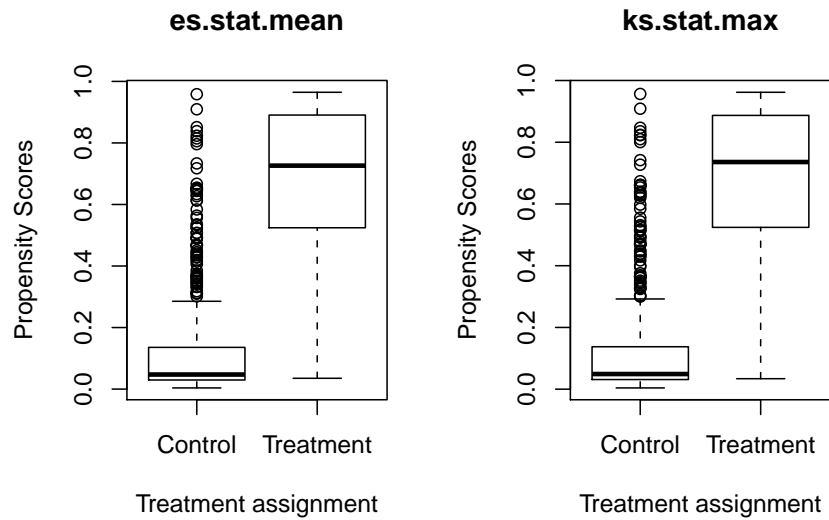 es.stat.mean
Propensity Scores
1.0
0.8
0.6
0.4
0.2
0.0
Control Treatment
Treatment assignment
ks.stat.max
Propensity Scores
1.0
0.8
0.6
0.4
0.2
0.0
Control Treatment
Treatment assignment